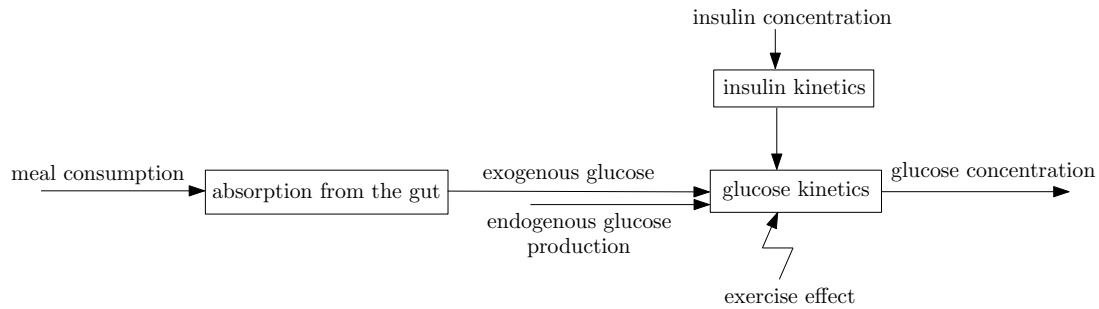 insulin concentration
insulin kinetics
meal consumption
absorption from the gut
exogenous glucose
endogenous glucose
production
glucose kinetics
glucose concentration
exercise effect